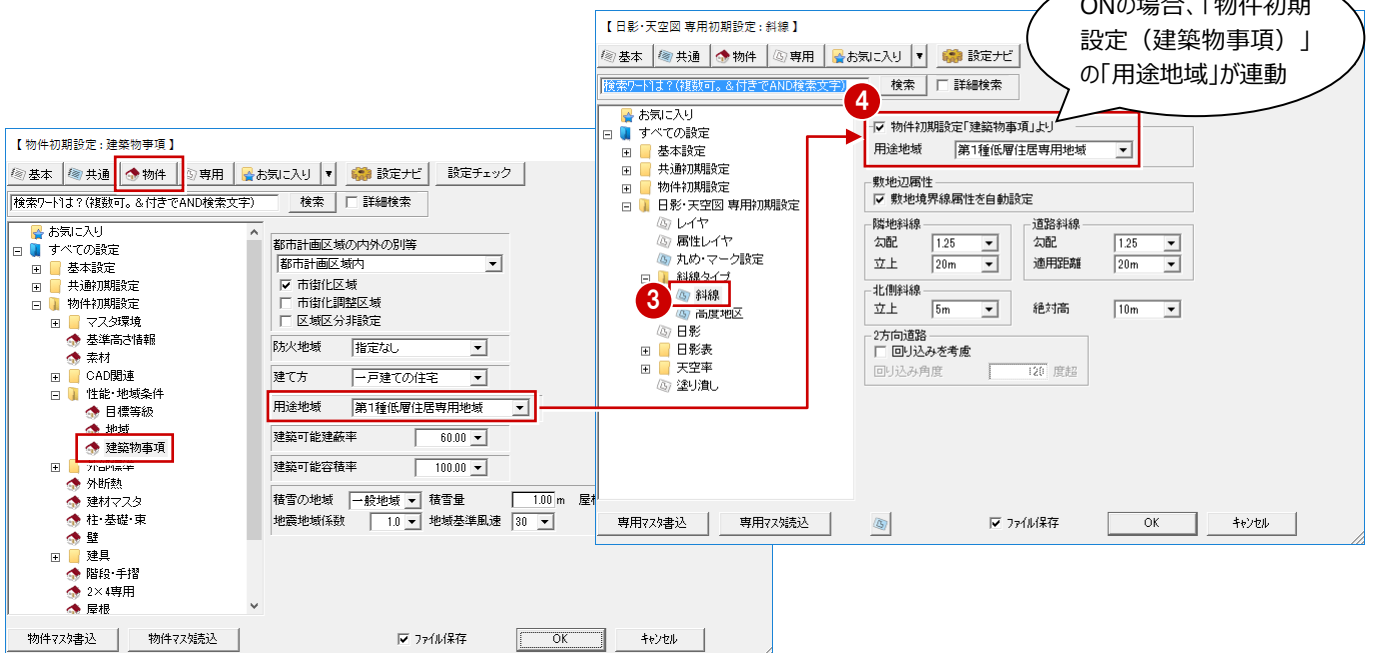 ONの場合、「物件初期
設定（建築物事項）」
の「用途地域」が連動
【 日影・天空図 専用初期設定 : 斜線 】
基本 共通 物件 専用 お気に入り ▼ 設定ナビ
検索ワードは？(複数可。＆付きでAND検索文字) 検索 詳細検索
お気に入り
すべての設定
基本設定
共通初期設定
物件初期設定
日影・天空図 専用初期設定
レイヤ
属性レイヤ
丸め・マーク設定
斜線タイプ
3 斜線
高度地区
日影
日影表
天空率
塗り潰し
4
物件初期設定「建築物事項」より
用途地域 第1種低層住居専用地域
敷地辺属性
敷地境界線属性を自動設定
隣地斜線 道路斜線
勾配 1.25 勾配 1.25
立上 20m 適用距離 20m
北側斜線
立上 5m 絶対高 10m
2方向道路
回り込みを考慮
回り込み角度 120 度超
専用マスタ書込 専用マスタ読込 ファイル保存 OK キャンセル
【 物件初期設定 : 建築物事項 】
基本 共通 物件 専用 お気に入り ▼ 設定ナビ 設定チェック
検索ワードは？(複数可。＆付きでAND検索文字) 検索 詳細検索
お気に入り
すべての設定
基本設定
共通初期設定
物件初期設定
マスタ環境
基準高さ情報
素材
CAD関連
性能・地域条件
目標等級
地域
建築物事項
外部標準
外断熱
建材マスタ
柱・基礎・束
壁
建具
階段・手摺
2×4専用
屋根
都市計画区域の内外の別等
都市計画区域内
市街化区域
市街化調整区域
区域区分非設定
防火地域 指定なし
建て方 一戸建ての住宅
用途地域 第1種低層住居専用地域
建築可能建蔽率 60.00
建築可能容積率 100.00
積雪の地域 一般地域 積雪量 1.00 m
地震地域係数 1.0 地域基準風速 30
物件マスタ書込 物件マスタ読込 ファイル保存 OK キャンセル